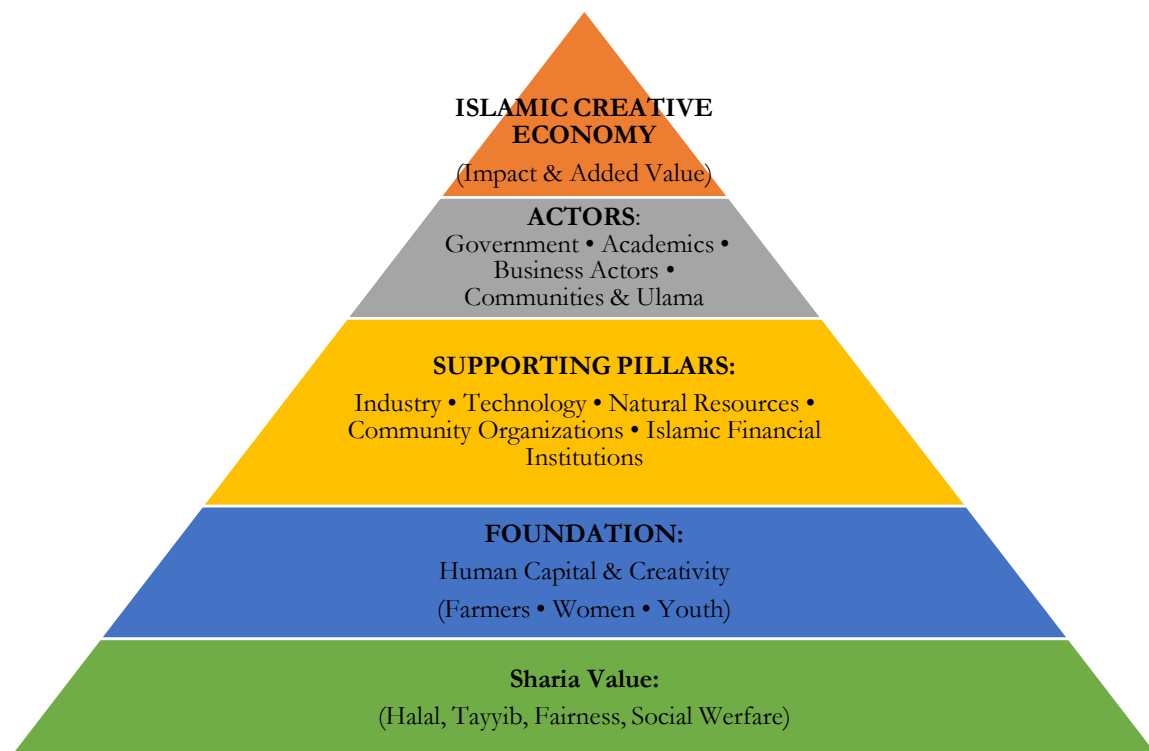 ISLAMIC CREATIVE
ECONOMY
(Impact & Added Value)
ACTORS:
Government • Academics •
Business Actors •
Communities & Ulama
SUPPORTING PILLARS:
Industry • Technology • Natural Resources •
Community Organizations • Islamic Financial
Institutions
FOUNDATION:
Human Capital & Creativity
(Farmers • Women • Youth)
Sharia Value:
(Halal, Tayyib, Fairness, Social Werfare)